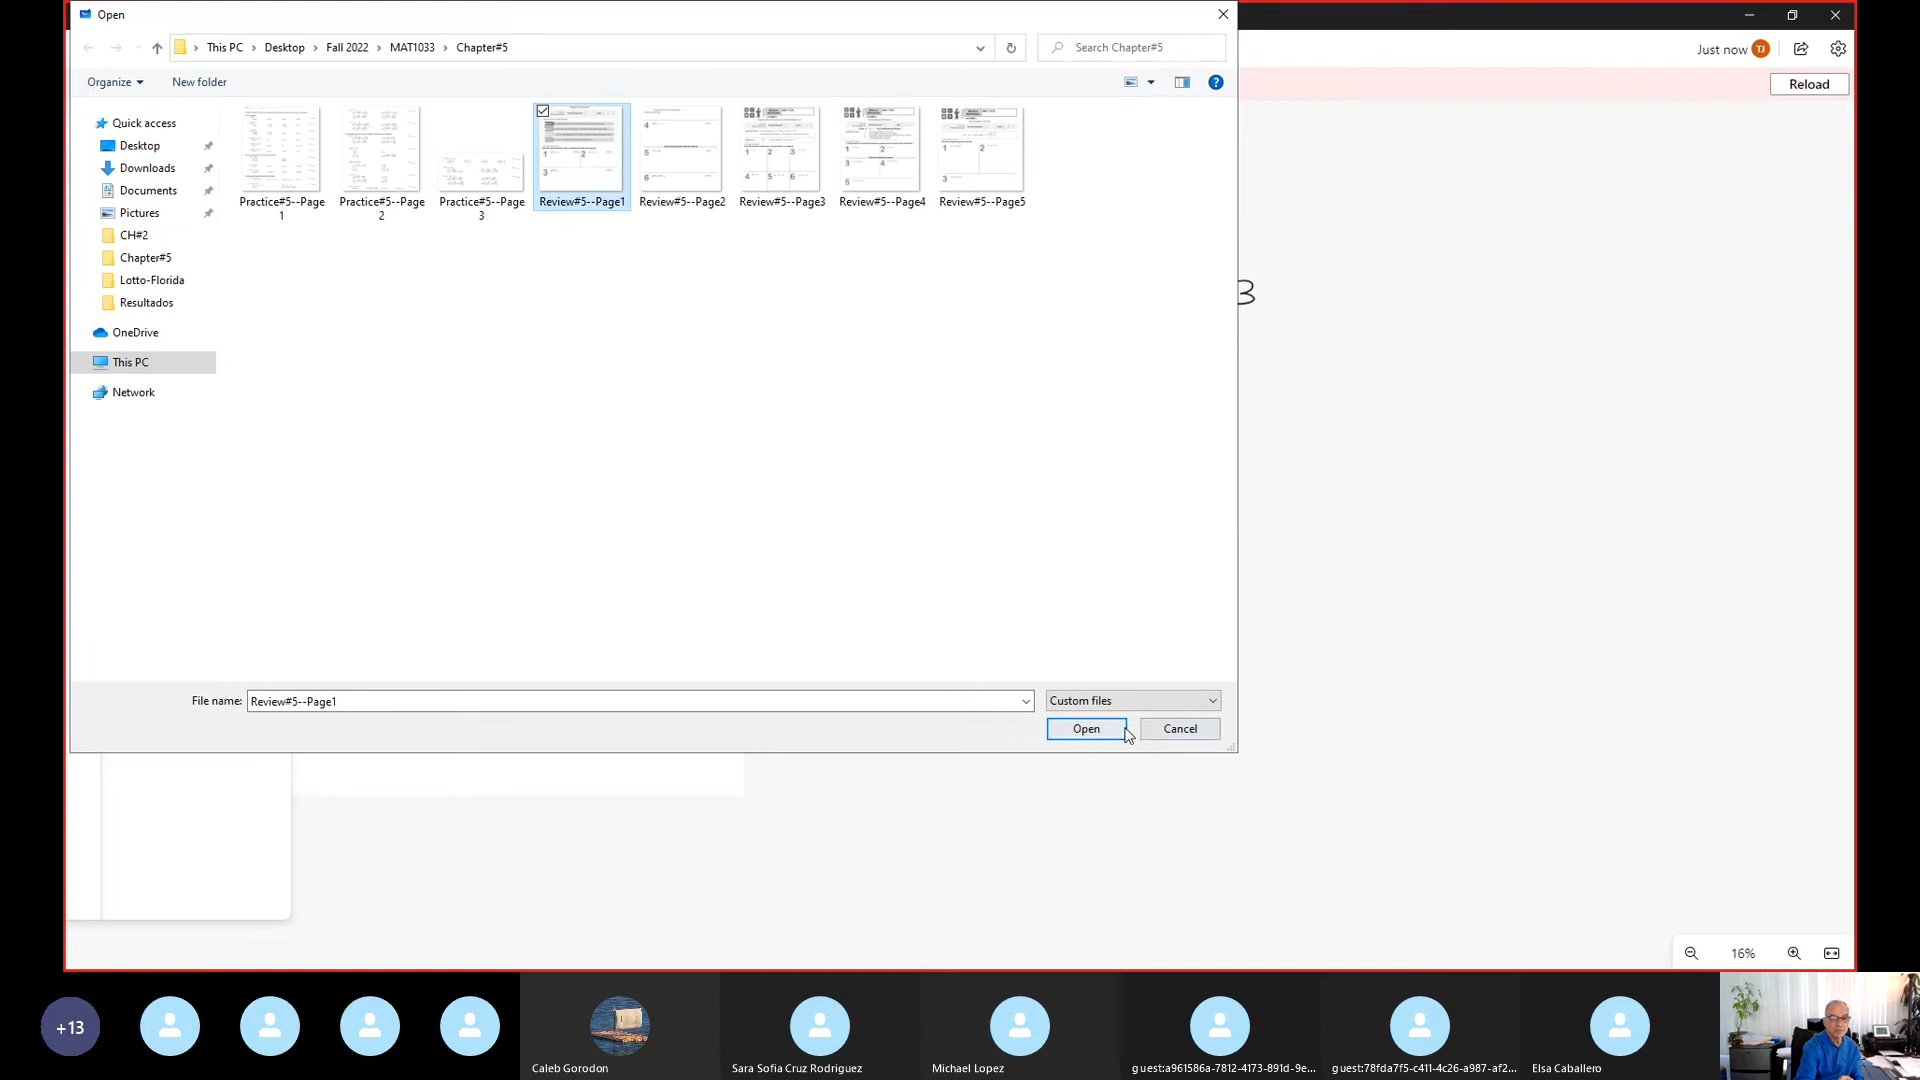 Open
This PC > Desktop > Fall 2022 > MAT1033 > Chapter#5
Search Chapter#5
Just now TJ
Organize
New folder
Reload
Quick access
Desktop
Downloads
Documents
Pictures
CH#2
Chapter#5
Lotto-Florida
Resultados
OneDrive
This PC
Network
Practice#5--Page
1
Practice#5--Page
2
Practice#5--Page
3
Review#5--Page1
Review#5--Page2
Review#5--Page3
Review#5--Page4
Review#5--Page5
3
File name: Review#5--Page1
Custom files
Open
Cancel
16%
+13
Caleb Gorodon
Sara Sofia Cruz Rodriguez
Michael Lopez
guest:a961586a-7812-4173-891d-9e...
guest:78fda7f5-c411-4c26-a987-af2...
Elsa Caballero